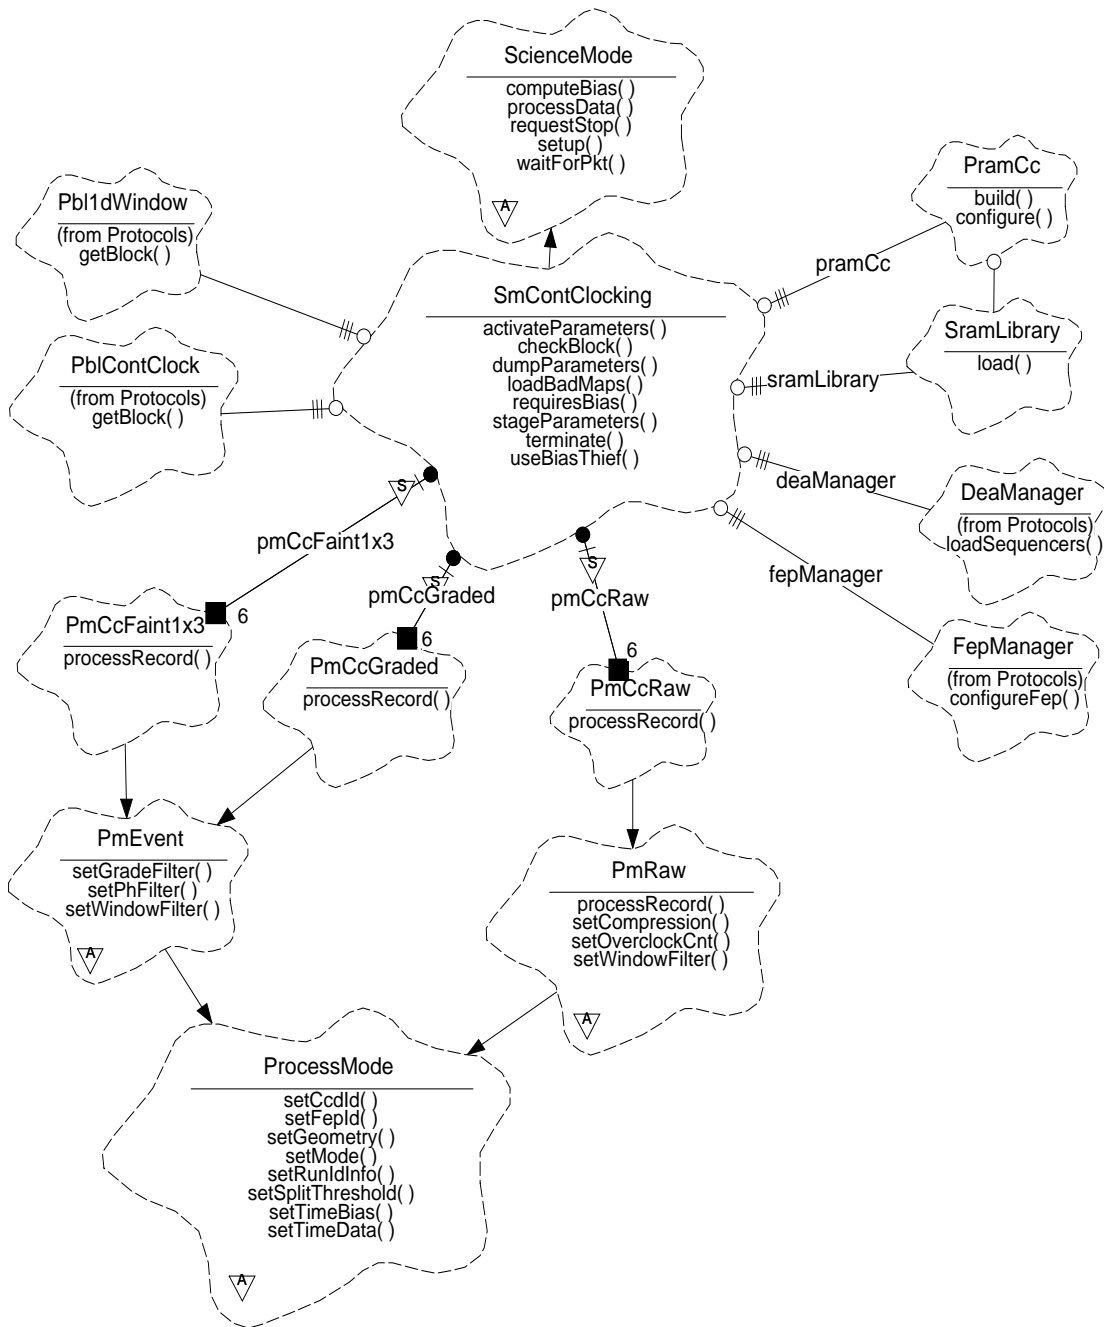 ScienceMode
computeBias( )
processData( )
requestStop( )
setup( )
waitForPkt( )
A
PramCc
build( )
configure( )
Pbl1dWindow
(from Protocols)
getBlock( )
pramCc
SmContClocking
activateParameters( )
checkBlock( )
dumpParameters( )
loadBadMaps( )
requiresBias( )
stageParameters( )
terminate( )
useBiasThief( )
SramLibrary
load( )
sramLibrary
PblContClock
(from Protocols)
getBlock( )
deaManager
DeaManager
(from Protocols)
loadSequencers( )
S
pmCcFaint1x3
S
pmCcGraded
S
pmCcRaw
fepManager
6
PmCcFaint1x3
processRecord( )
6
PmCcGraded
processRecord( )
6
PmCcRaw
processRecord( )
FepManager
(from Protocols)
configureFep( )
PmEvent
setGradeFilter( )
setPhFilter( )
setWindowFilter( )
A
PmRaw
processRecord( )
setCompression( )
setOverclockCnt( )
setWindowFilter( )
A
ProcessMode
setCcdId( )
setFepId( )
setGeometry( )
setMode( )
setRunIdInfo( )
setSplitThreshold( )
setTimeBias( )
setTimeData( )
A